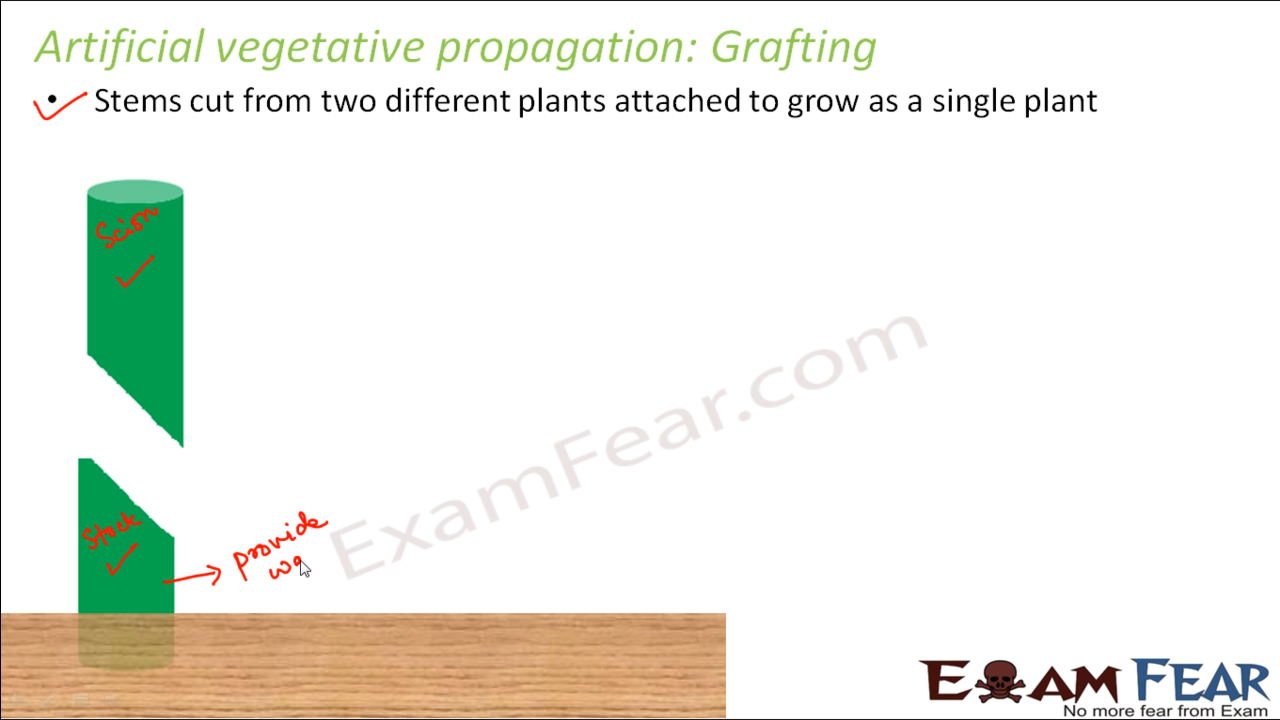 Artificial vegetative propagation: Grafting
• Stems cut from two different plants attached to grow as a single plant
Scion
Stock
provide
ExamFear.com
EXAM FEAR
No more fear from Exam